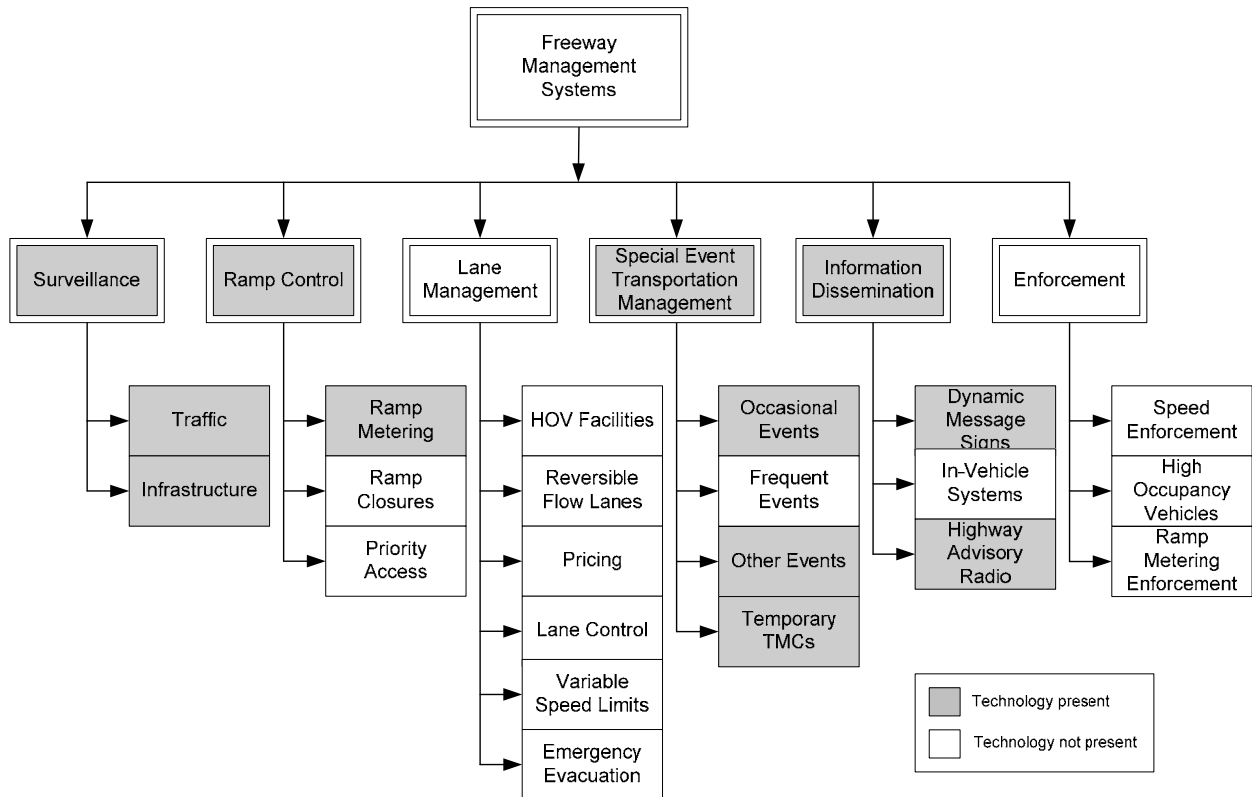 Freeway
Management
Systems
Surveillance
Ramp Control
Lane
Management
Special Event
Transportation
Management
Information
Dissemination
Enforcement
Traffic
Infrastructure
Ramp
Metering
Ramp
Closures
Priority
Access
HOV Facilities
Reversible
Flow Lanes
Pricing
Lane Control
Variable
Speed Limits
Emergency
Evacuation
Occasional
Events
Frequent
Events
Other Events
Temporary
TMCs
Dynamic
Message
Signs
In-Vehicle
Systems
Highway
Advisory
Radio
Speed
Enforcement
High
Occupancy
Vehicles
Ramp
Metering
Enforcement
Technology present
Technology not present